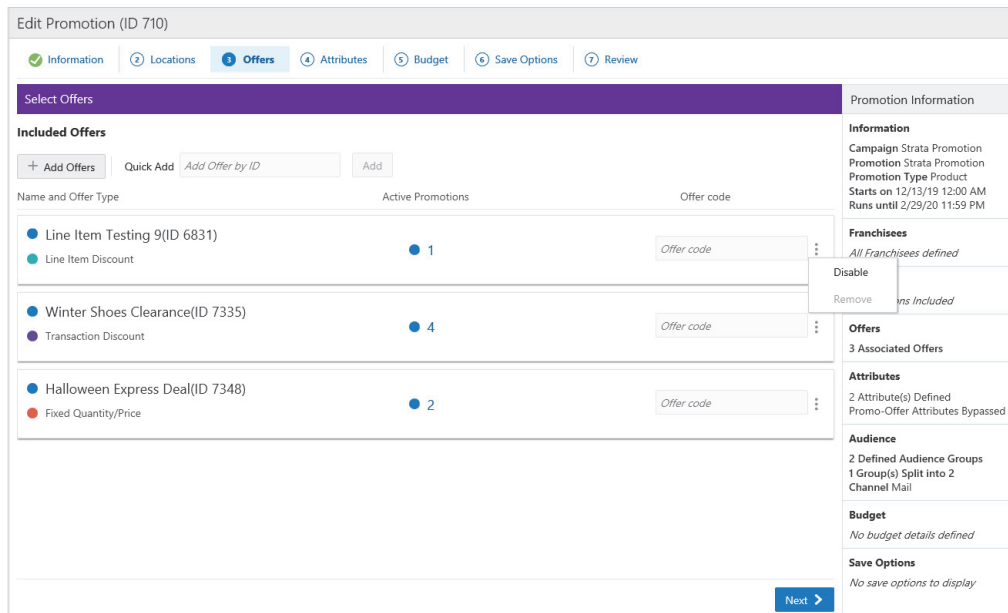 Edit Promotion (ID 710)
Information
2 Locations
3 Offers
4 Attributes
5 Budget
6 Save Options
7 Review
Select Offers
Included Offers
+ Add Offers
Quick Add
Add Offer by ID
Add
Name and Offer Type
Active Promotions
Offer code
Line Item Testing 9(ID 6831)
Line Item Discount
1
Offer code
Disable
Remove
Winter Shoes Clearance(ID 7335)
Transaction Discount
4
Offer code
Halloween Express Deal(ID 7348)
Fixed Quantity/Price
2
Offer code
Next
Promotion Information
Information
Campaign Strata Promotion
Promotion Strata Promotion
Promotion Type Product
Starts on 12/13/19 12:00 AM
Runs until 2/29/20 11:59 PM
Franchisees
All Franchisees defined
Included
Offers
3 Associated Offers
Attributes
2 Attribute(s) Defined
Promo-Offer Attributes Bypassed
Audience
2 Defined Audience Groups
1 Group(s) Split into 2
Channel Mail
Budget
No budget details defined
Save Options
No save options to display